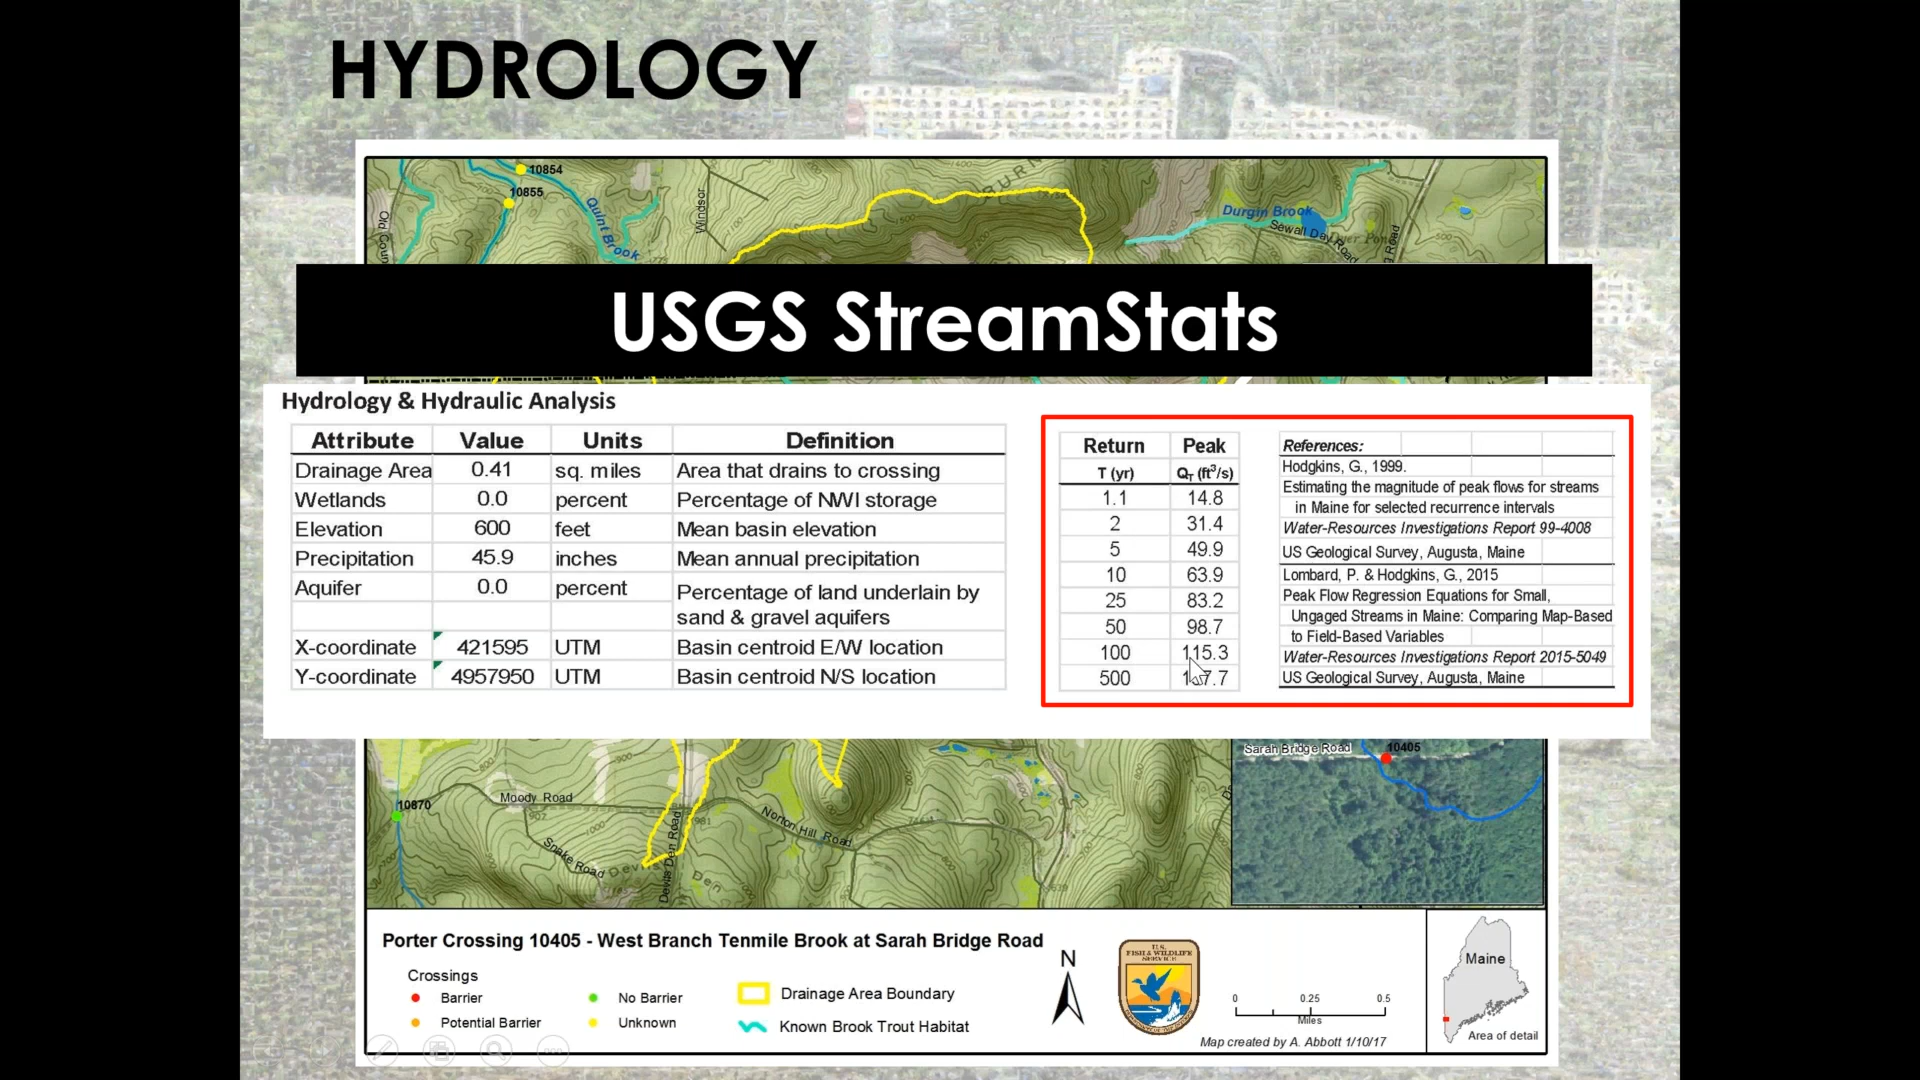 HYDROLOGY
10854
10855
Quint Brook
Windsor
BURN
Durgin Brook
Sewall Day Road
Road
USGS StreamStats
Hydrology & Hydraulic Analysis
Attribute Value Units Definition
Drainage Area 0.41 sq. miles Area that drains to crossing
Wetlands 0.0 percent Percentage of NWI storage
Elevation 600 feet Mean basin elevation
Precipitation 45.9 inches Mean annual precipitation
Aquifer 0.0 percent Percentage of land underlain by
sand & gravel aquifers
X-coordinate 421595 UTM Basin centroid E/W location
Y-coordinate 4957950 UTM Basin centroid N/S location
Return Peak
T (yr) QT (ft³/s)
1.1 14.8
2 31.4
5 49.9
10 63.9
25 83.2
50 98.7
100 115.3
500
References:
Hodgkins, G., 1999.
Estimating the magnitude of peak flows for streams
in Maine for selected recurrence intervals
Water-Resources Investigations Report 99-4008
US Geological Survey, Augusta, Maine
Lombard, P. & Hodgkins, G., 2015
Peak Flow Regression Equations for Small,
Ungaged Streams in Maine: Comparing Map-Based
to Field-Based Variables
Water-Resources Investigations Report 2015-5049
US Geological Survey, Augusta, Maine
Sarah Bridge Road
10405
10870
Moody Road
Norton Hill Road
Snake Road
Devils Den
Devils Den Road
Porter Crossing 10405 - West Branch Tenmile Brook at Sarah Bridge Road
Crossings
Barrier
No Barrier
Potential Barrier
Unknown
Drainage Area Boundary
Known Brook Trout Habitat
N
U.S.
FISH & WILDLIFE
SERVICE
0 0.25 0.5
Miles
Map created by A. Abbott 1/10/17
Maine
Area of detail